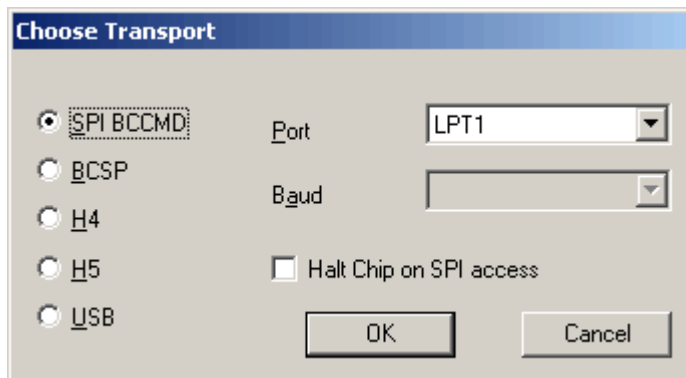 Choose Transport
SPI BCCMD
Port
LPT1
BCSP
Baud
H4
H5
Halt Chip on SPI access
USB
OK
Cancel